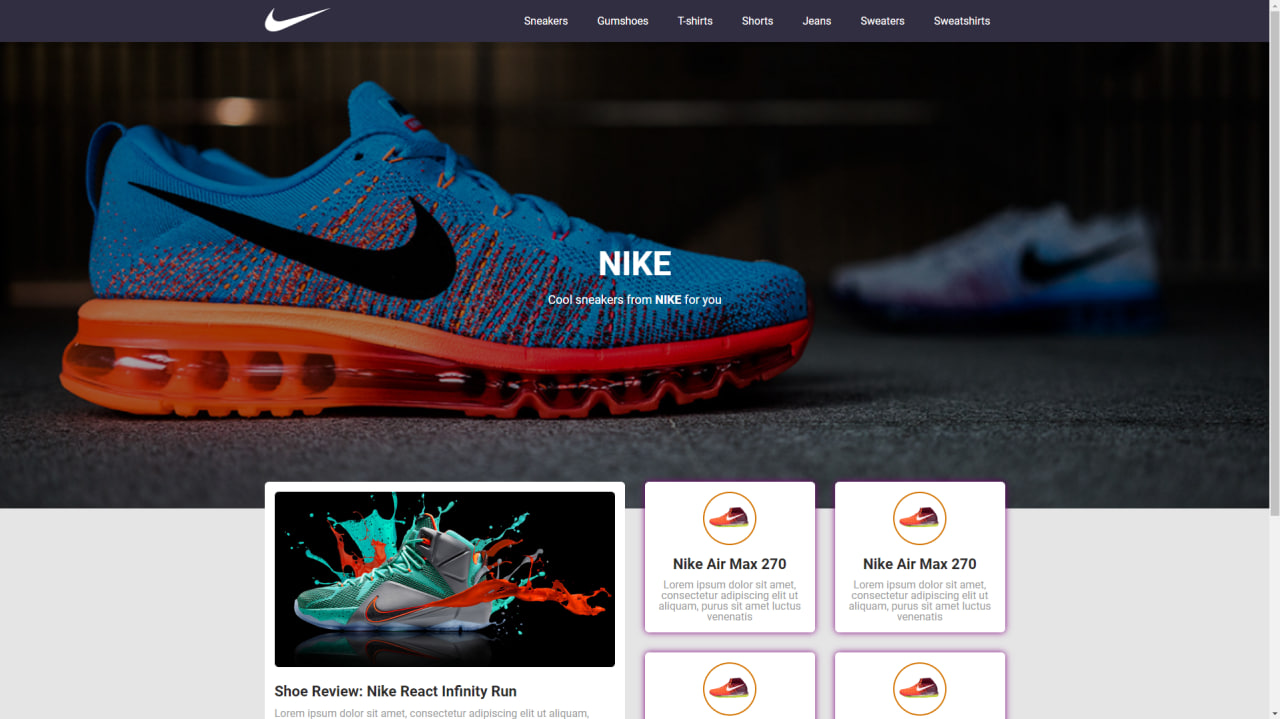 Sneakers Gumshoes T-shirts Shorts Jeans Sweaters Sweatshirts
NIKE
Cool sneakers from NIKE for you
Shoe Review: Nike React Infinity Run
Lorem ipsum dolor sit amet, consectetur adipiscing elit ut aliquam,
Nike Air Max 270
Lorem ipsum dolor sit amet,
consectetur adipiscing elit ut
aliquam, purus sit amet luctus
venenatis
Nike Air Max 270
Lorem ipsum dolor sit amet,
consectetur adipiscing elit ut
aliquam, purus sit amet luctus
venenatis